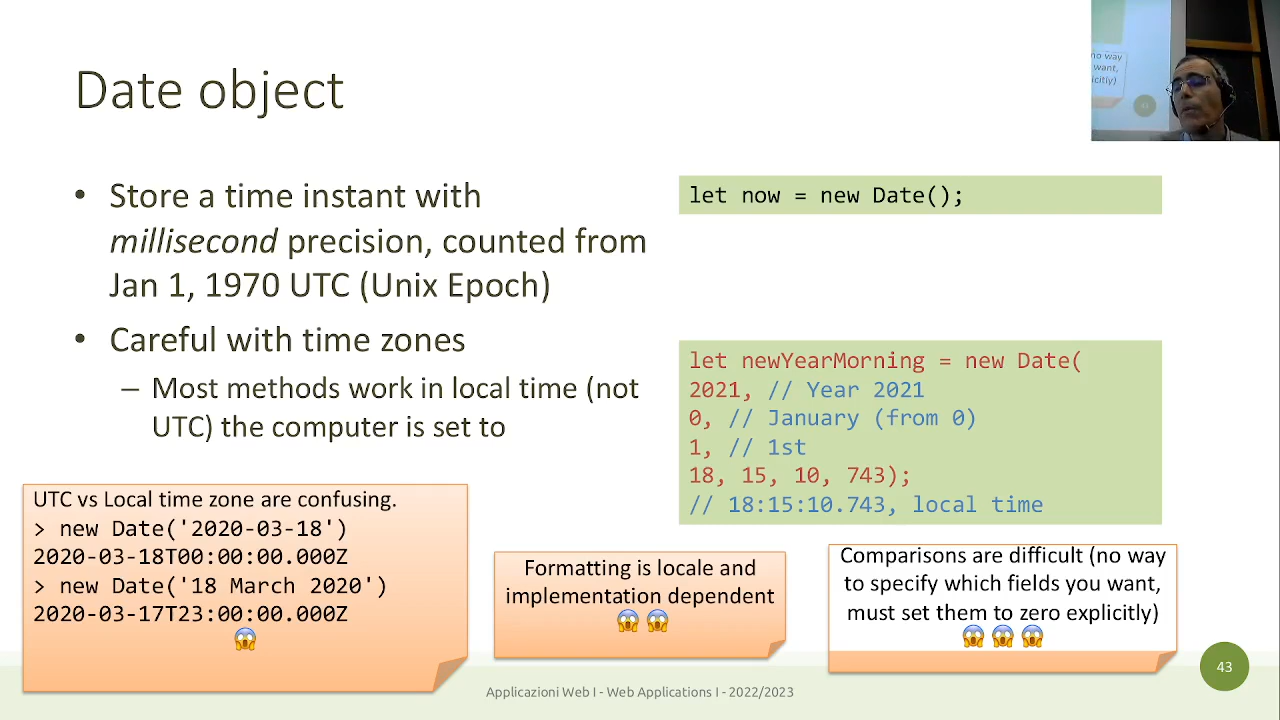 Date object
• Store a time instant with
millisecond precision, counted from
Jan 1, 1970 UTC (Unix Epoch)
• Careful with time zones
– Most methods work in local time (not
UTC) the computer is set to
let now = new Date();
let newYearMorning = new Date(
2021, // Year 2021
0, // January (from 0)
1, // 1st
18, 15, 10, 743);
// 18:15:10.743, local time
UTC vs Local time zone are confusing.
> new Date('2020-03-18')
2020-03-18T00:00:00.000Z
> new Date('18 March 2020')
2020-03-17T23:00:00.000Z
😱
Formatting is locale and
implementation dependent
😱 😱
Comparisons are difficult (no way
to specify which fields you want,
must set them to zero explicitly)
😱 😱 😱
Applicazioni Web I - Web Applications I - 2022/2023
43
no way
want,
icitly)